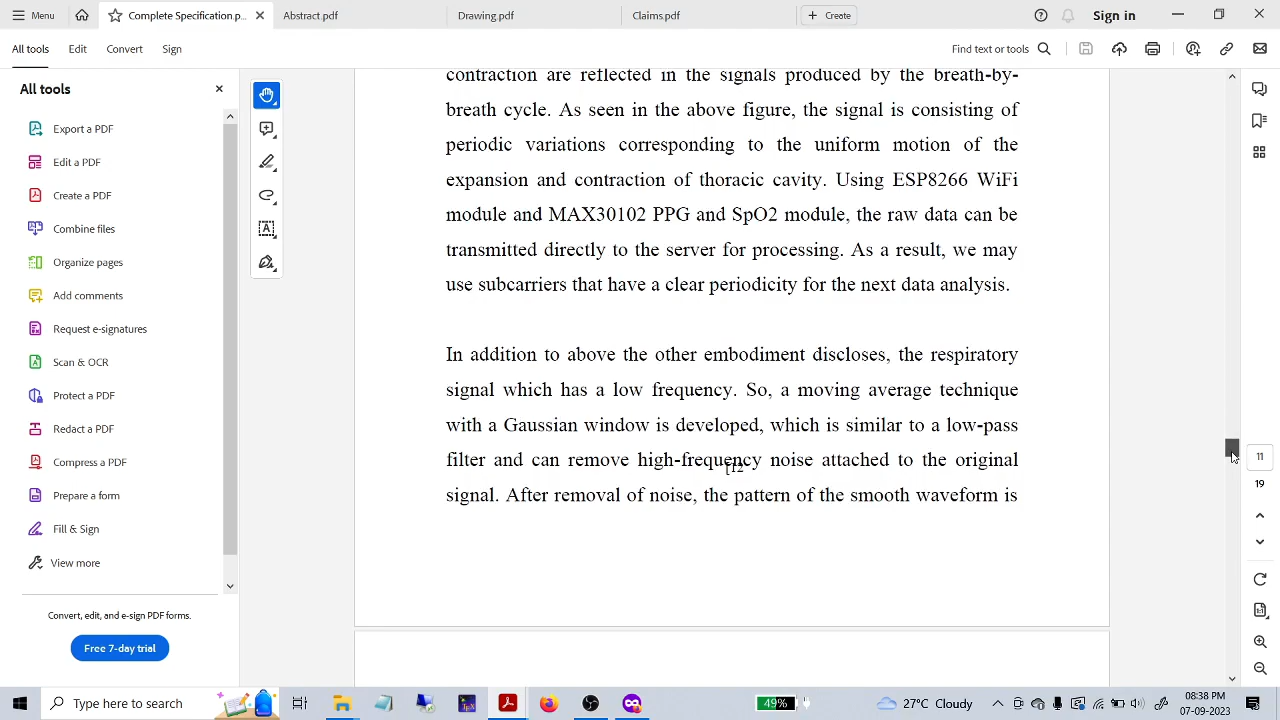 Menu
Complete Specification.p...
Abstract.pdf
Drawing.pdf
Claims.pdf
Create
Sign in
All tools
Edit
Convert
Sign
Find text or tools
All tools
Export a PDF
Edit a PDF
Create a PDF
Combine files
Organize pages
Add comments
Request e-signatures
Scan & OCR
Protect a PDF
Redact a PDF
Compress a PDF
Prepare a form
Fill & Sign
View more
Convert, edit, and e-sign PDF forms.
Free 7-day trial
contraction are reflected in the signals produced by the breath-by-
breath cycle. As seen in the above figure, the signal is consisting of
periodic variations corresponding to the uniform motion of the
expansion and contraction of thoracic cavity. Using ESP8266 WiFi
module and MAX30102 PPG and SpO2 module, the raw data can be
transmitted directly to the server for processing. As a result, we may
use subcarriers that have a clear periodicity for the next data analysis.
In addition to above the other embodiment discloses, the respiratory
signal which has a low frequency. So, a moving average technique
with a Gaussian window is developed, which is similar to a low-pass
filter and can remove high-frequency noise attached to the original
[12
signal. After removal of noise, the pattern of the smooth waveform is
11
19
Type here to search
49%
27°C Cloudy
08:38 PM
07-09-2023